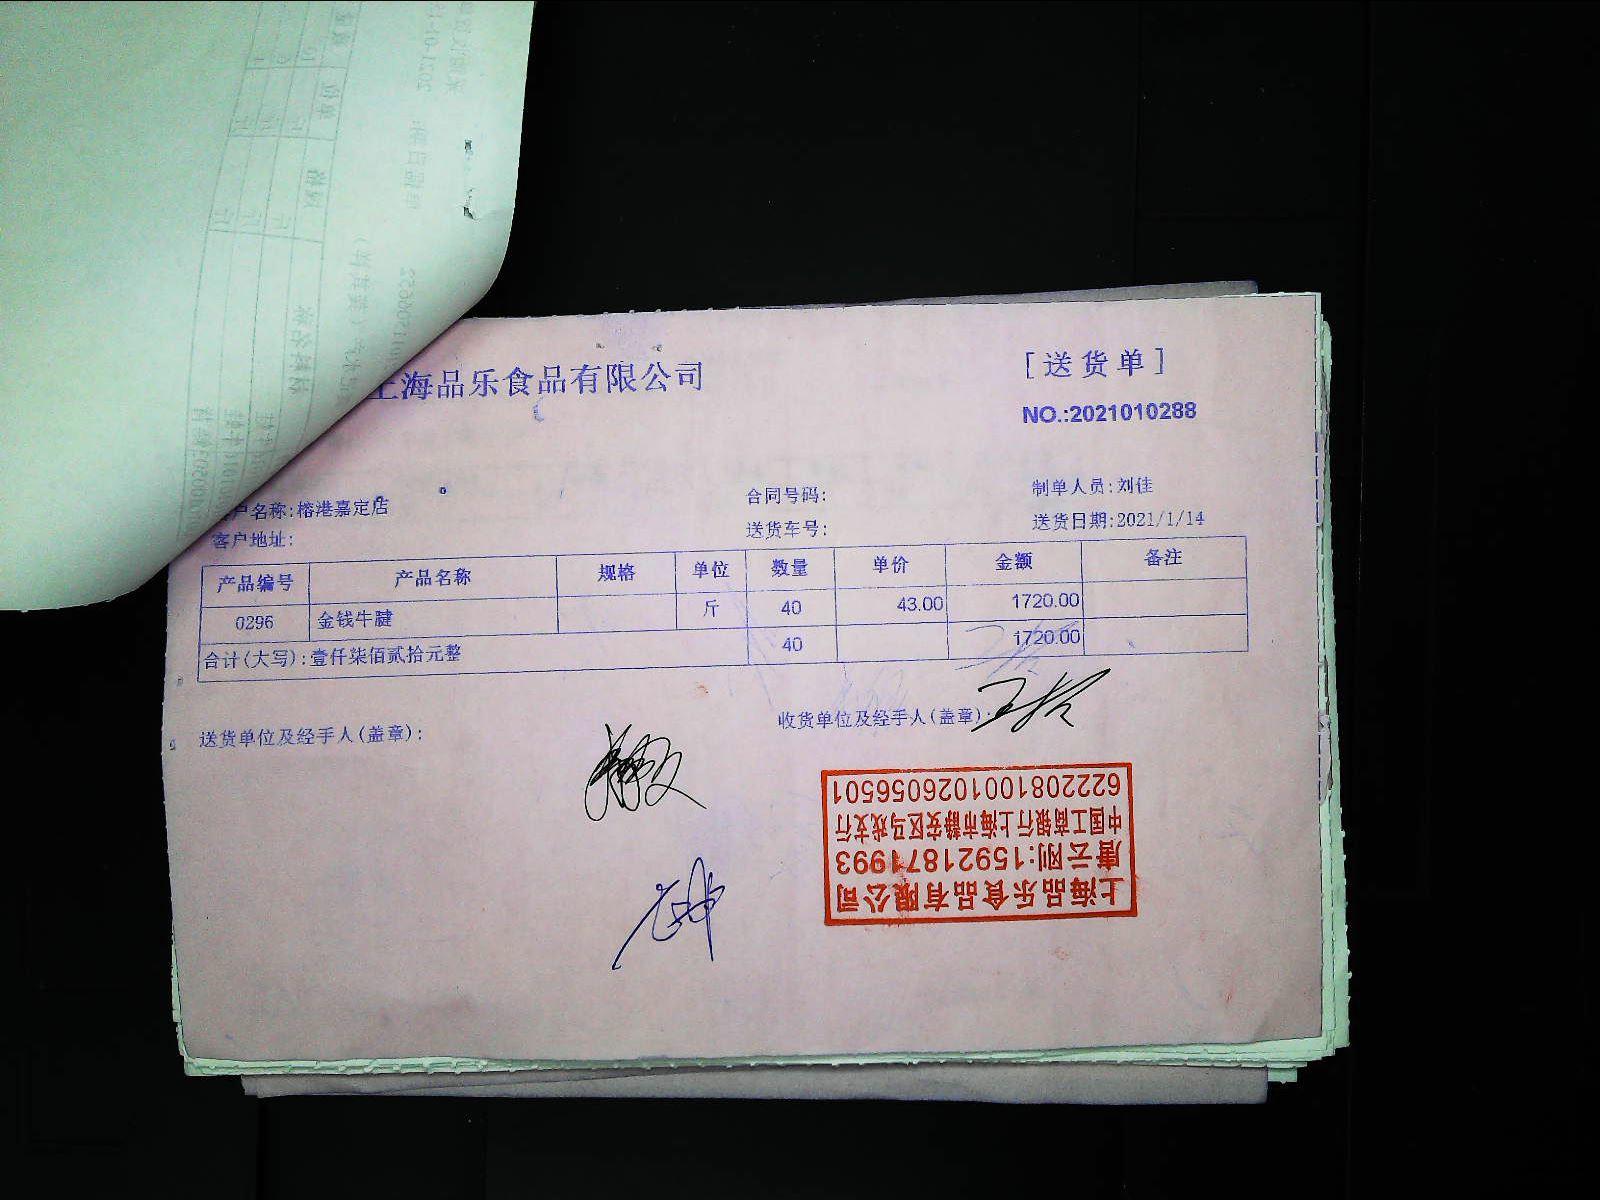 上海品乐食品有限公司
[送货单]
NO.:2021010288
客户名称:榕港嘉定店
合同号码:
制单人员:刘佳
客户地址:
送货车号:
送货日期:2021/1/14
产品编号 产品名称 规格 单位 数量 单价 金额 备注
0296 金钱牛腱 斤 40 43.00 1720.00
合计(大写):壹仟柒佰贰拾元整 40 1720.00
送货单位及经手人(盖章):
收货单位及经手人(盖章):
上海品乐食品有限公司
唐云刚:15921871993
中国工商银行上海市静安区马戏支行
6222081001026056501